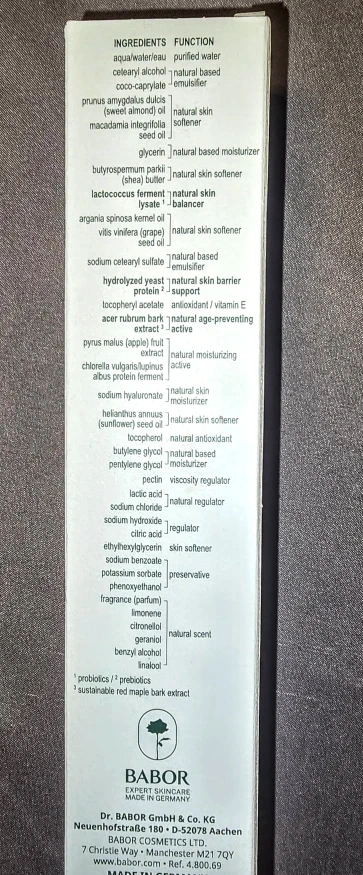 INGREDIENTS FUNCTION
aqua/water/eau purified water
cetearyl alcohol natural based
coco-caprylate emulsifier
prunus amygdalus dulcis
(sweet almond) oil natural skin
macadamia integrifolia softener
seed oil
glycerin natural based moisturizer
butyrospermum parkii
(shea) butter natural skin softener
lactococcus ferment natural skin
lysate ¹ balancer
argania spinosa kernel oil
vitis vinifera (grape) natural skin softener
seed oil
sodium cetearyl sulfate natural based
emulsifier
hydrolyzed yeast natural skin barrier
protein ² support
tocopheryl acetate antioxidant / vitamin E
acer rubrum bark natural age-preventing
extract ³ active
pyrus malus (apple) fruit
extract natural moisturizing
chlorella vulgaris/lupinus active
albus protein ferment
sodium hyaluronate natural skin
moisturizer
helianthus annuus
(sunflower) seed oil natural skin softener
tocopherol natural antioxidant
butylene glycol natural based
pentylene glycol moisturizer
pectin viscosity regulator
lactic acid
sodium chloride natural regulator
sodium hydroxide
citric acid regulator
ethylhexylglycerin skin softener
sodium benzoate
potassium sorbate preservative
phenoxyethanol
fragrance (parfum)
limonene
citronellol
geraniol natural scent
benzyl alcohol
linalool
¹ probiotics / ² prebiotics
³ sustainable red maple bark extract
BABOR
EXPERT SKINCARE
MADE IN GERMANY
Dr. BABOR GmbH & Co. KG
Neuenhofstraße 180 • D-52078 Aachen
BABOR COSMETICS LTD.
7 Christie Way • Manchester M21 7QY
www.babor.com • Ref. 4.800.69
MADE IN GERMANY